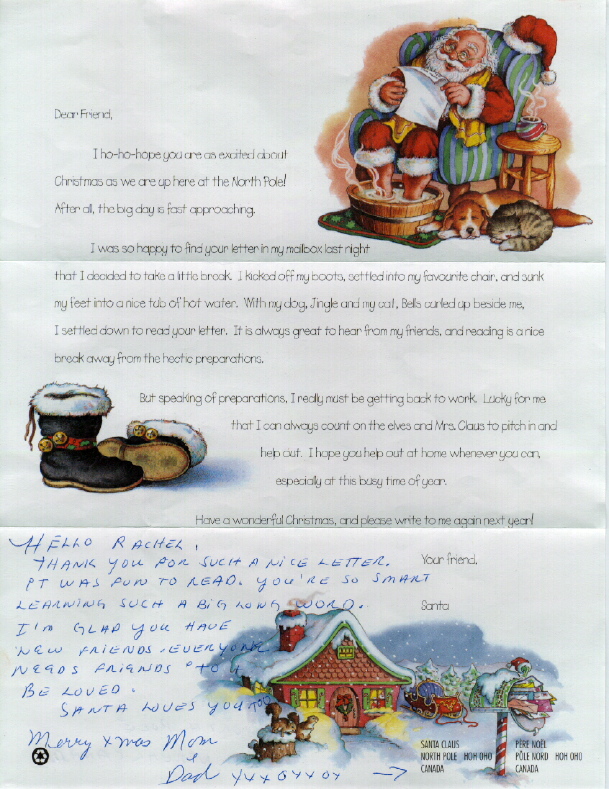 Dear Friend,
I ho-ho-hope you are as excited about
Christmas as we are up here at the North Pole!
After all, the big day is fast approaching.
I was so happy to find your letter in my mailbox last night
that I decided to take a little break. I kicked off my boots, settled into my favourite chair, and sunk
my feet into a nice tub of hot water. With my dog, Jingle and my cat, Bells curled up beside me,
I settled down to read your letter. It is always great to hear from my friends, and reading is a nice
break away from the hectic preparations.
But speaking of preparations, I really must be getting back to work. Lucky for me
that I can always count on the elves and Mrs. Claus to pitch in and
help out. I hope you help out at home whenever you can,
especially at this busy time of year.
Have a wonderful Christmas, and please write to me again next year!
Your friend,
Santa
HELLO RACHEL,
THANK YOU FOR SUCH A NICE LETTER.
IT WAS FUN TO READ. YOU'RE SO SMART
LEARNING SUCH A BIG LONG WORD.
I'M GLAD YOU HAVE
NEW FRIENDS. EVERYONE
NEEDS FRIENDS TO
BE LOVED.
SANTA LOVES YOU TOO
Merry Xmas Mom
& Dad
SANTA CLAUS
NORTH POLE HOH OHO
CANADA
PÈRE NOËL
PÔLE NORD HOH OHO
CANADA